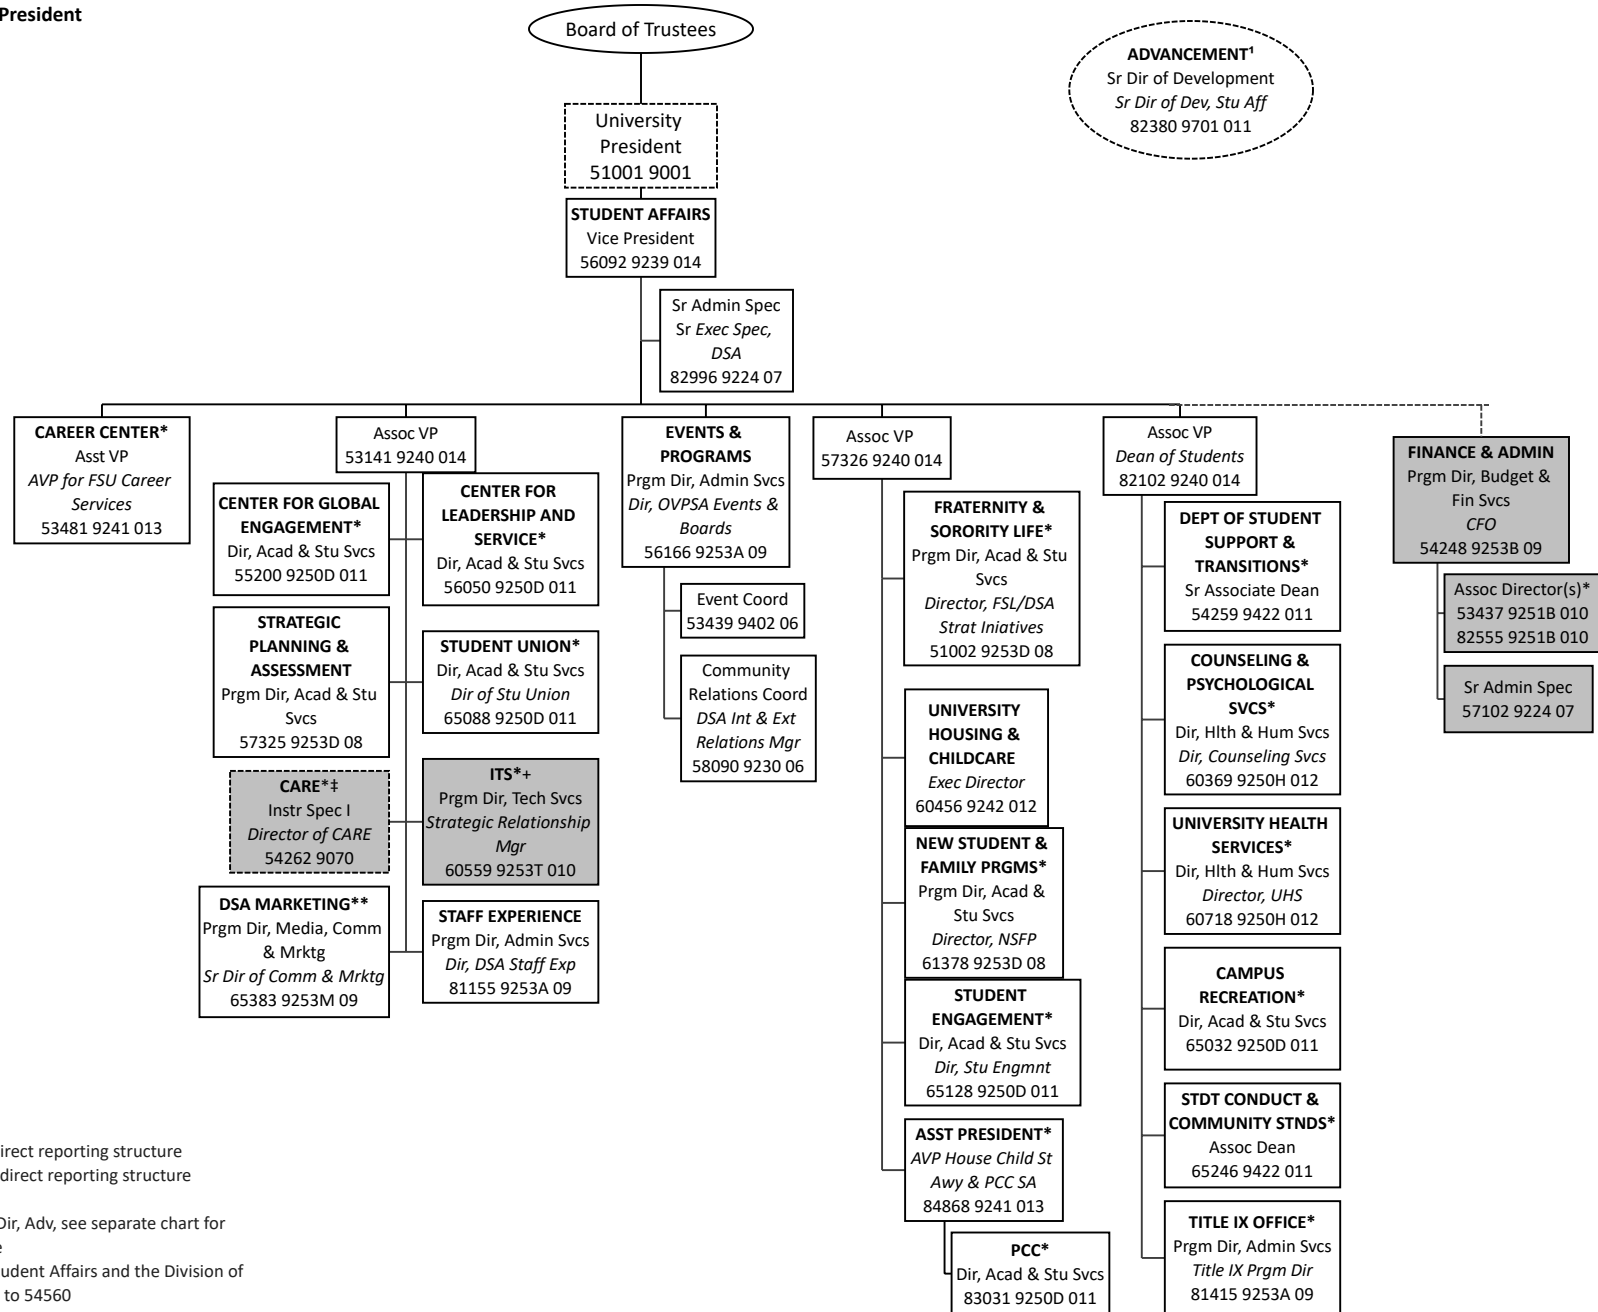 President
Board of Trustees
ADVANCEMENT¹
Sr Dir of Development
Sr Dir of Dev, Stu Aff
82380 9701 011
University
President
51001 9001
STUDENT AFFAIRS
Vice President
56092 9239 014
Sr Admin Spec
Sr Exec Spec,
DSA
82996 9224 07
CAREER CENTER*
Asst VP
AVP for FSU Career
Services
53481 9241 013
Assoc VP
53141 9240 014
CENTER FOR GLOBAL
ENGAGEMENT*
Dir, Acad & Stu Svcs
55200 9250D 011
CENTER FOR
LEADERSHIP AND
SERVICE*
Dir, Acad & Stu Svcs
56050 9250D 011
STRATEGIC
PLANNING &
ASSESSMENT
Prgm Dir, Acad & Stu
Svcs
57325 9253D 08
STUDENT UNION*
Dir, Acad & Stu Svcs
Dir of Stu Union
65088 9250D 011
CARE*‡
Instr Spec I
Director of CARE
54262 9070
ITS*+
Prgm Dir, Tech Svcs
Strategic Relationship
Mgr
60559 9253T 010
DSA MARKETING**
Prgm Dir, Media, Comm
& Mrktg
Sr Dir of Comm & Mrktg
65383 9253M 09
STAFF EXPERIENCE
Prgm Dir, Admin Svcs
Dir, DSA Staff Exp
81155 9253A 09
EVENTS &
PROGRAMS
Prgm Dir, Admin Svcs
Dir, OVPSA Events &
Boards
56166 9253A 09
Event Coord
53439 9402 06
Community
Relations Coord
DSA Int & Ext
Relations Mgr
58090 9230 06
Assoc VP
57326 9240 014
FRATERNITY &
SORORITY LIFE*
Prgm Dir, Acad & Stu
Svcs
Director, FSL/DSA
Strat Iniatives
51002 9253D 08
UNIVERSITY
HOUSING &
CHILDCARE
Exec Director
60456 9242 012
NEW STUDENT &
FAMILY PRGMS*
Prgm Dir, Acad &
Stu Svcs
Director, NSFP
61378 9253D 08
STUDENT
ENGAGEMENT*
Dir, Acad & Stu Svcs
Dir, Stu Engmnt
65128 9250D 011
ASST PRESIDENT*
AVP House Child St
Awy & PCC SA
84868 9241 013
PCC*
Dir, Acad & Stu Svcs
83031 9250D 011
Assoc VP
Dean of Students
82102 9240 014
DEPT OF STUDENT
SUPPORT &
TRANSITIONS*
Sr Associate Dean
54259 9422 011
COUNSELING &
PSYCHOLOGICAL
SVCS*
Dir, Hlth & Hum Svcs
Dir, Counseling Svcs
60369 9250H 012
UNIVERSITY HEALTH
SERVICES*
Dir, Hlth & Hum Svcs
Director, UHS
60718 9250H 012
CAMPUS
RECREATION*
Dir, Acad & Stu Svcs
65032 9250D 011
STDT CONDUCT &
COMMUNITY STNDS*
Assoc Dean
65246 9422 011
TITLE IX OFFICE*
Prgm Dir, Admin Svcs
Title IX Prgm Dir
81415 9253A 09
FINANCE & ADMIN
Prgm Dir, Budget &
Fin Svcs
CFO
54248 9253B 09
Assoc Director(s)*
53437 9251B 010
82555 9251B 010
Sr Admin Spec
57102 9224 07
irect reporting structure
direct reporting structure
Dir, Adv, see separate chart for
e
udent Affairs and the Division of
to 54560